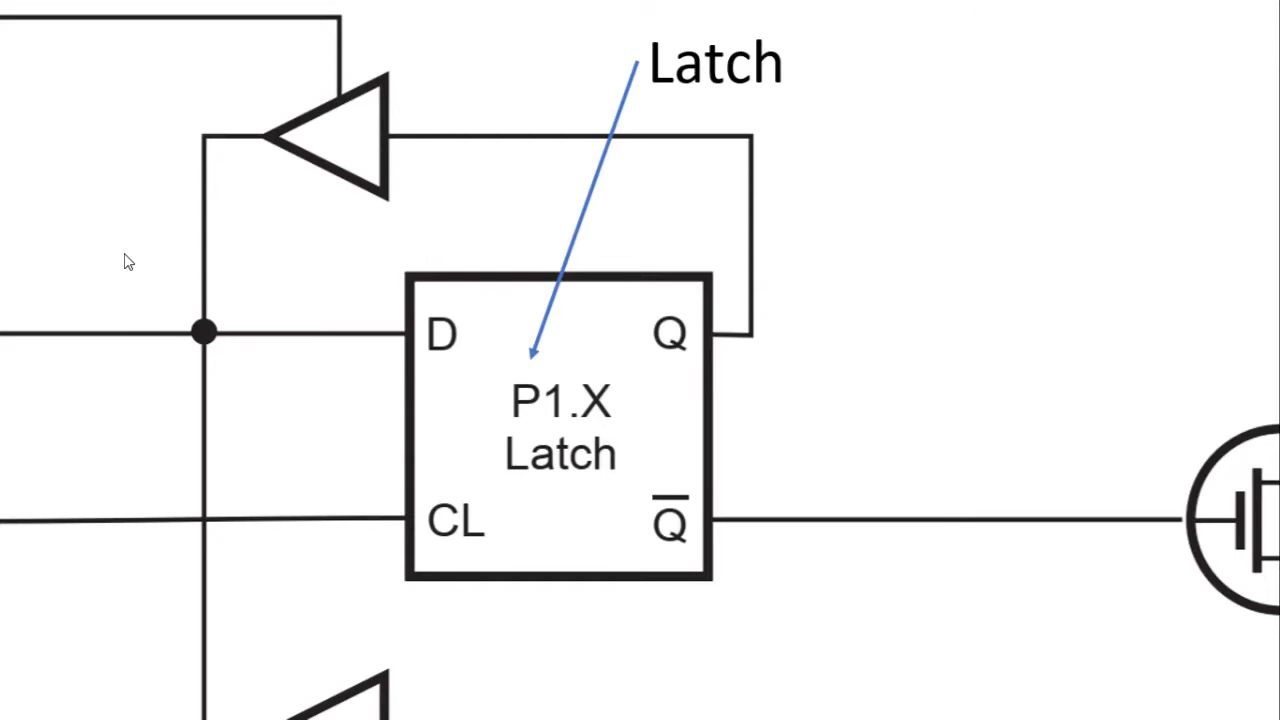 Latch
D
Q
P1.X
Latch
CL
Q̅